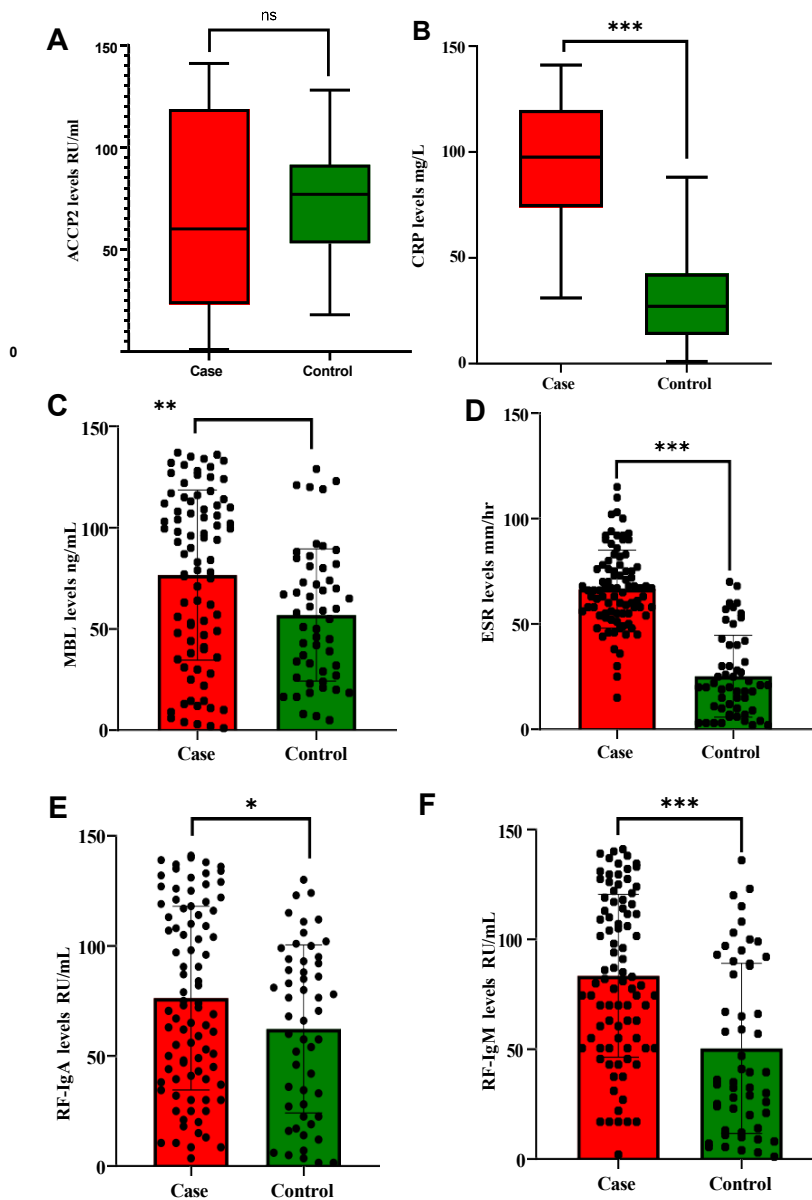 A
ns
150
100
50
0
ACCP2 levels RU/ml
Case
Control
B
***
150
100
50
0
CRP levels mg/L
Case
Control
C
**
150
100
50
0
MBL levels ng/mL
Case
Control
D
***
150
100
50
0
ESR levels mm/hr
Case
Control
E
*
150
100
50
0
RF-IgA levels RU/mL
Case
Control
F
***
150
100
50
0
RF-IgM levels RU/mL
Case
Control